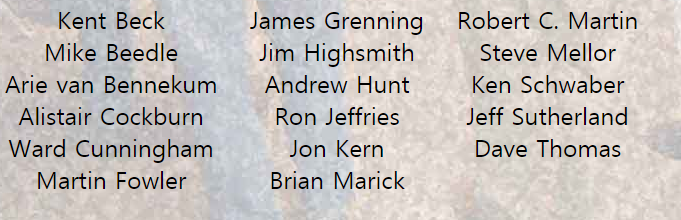 Kent Beck
Mike Beedle
Arie van Bennekum
Alistair Cockburn
Ward Cunningham
Martin Fowler
James Grenning
Jim Highsmith
Andrew Hunt
Ron Jeffries
Jon Kern
Brian Marick
Robert C. Martin
Steve Mellor
Ken Schwaber
Jeff Sutherland
Dave Thomas